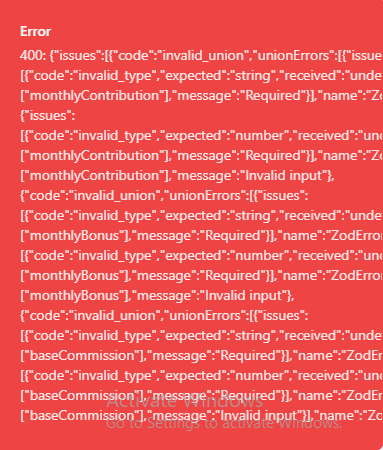 Error
400: {"issues":[{"code":"invalid_union","unionErrors":[{"issue
[{"code":"invalid_type","expected":"string","received":"unde
["monthlyContribution"],"message":"Required"}],"name":"Zo
{"issues":
[{"code":"invalid_type","expected":"number","received":"und
["monthlyContribution"],"message":"Required"}],"name":"Zo
["monthlyContribution"],"message":"Invalid input"},
{"code":"invalid_union","unionErrors":[{"issues":
[{"code":"invalid_type","expected":"string","received":"unde
["monthlyBonus"],"message":"Required"}],"name":"ZodError
[{"code":"invalid_type","expected":"number","received":"und
["monthlyBonus"],"message":"Required"}],"name":"ZodError
["monthlyBonus"],"message":"Invalid input"},
{"code":"invalid_union","unionErrors":[{"issues":
[{"code":"invalid_type","expected":"string","received":"unde
["baseCommission"],"message":"Required"}],"name":"ZodEr
[{"code":"invalid_type","expected":"number","received":"und
["baseCommission"],"message":"Required"}],"name":"ZodEr
["baseCommission"],"message":"Invalid input"}],"name":"Zo
Activate Windows
Go to Settings to activate Windows.